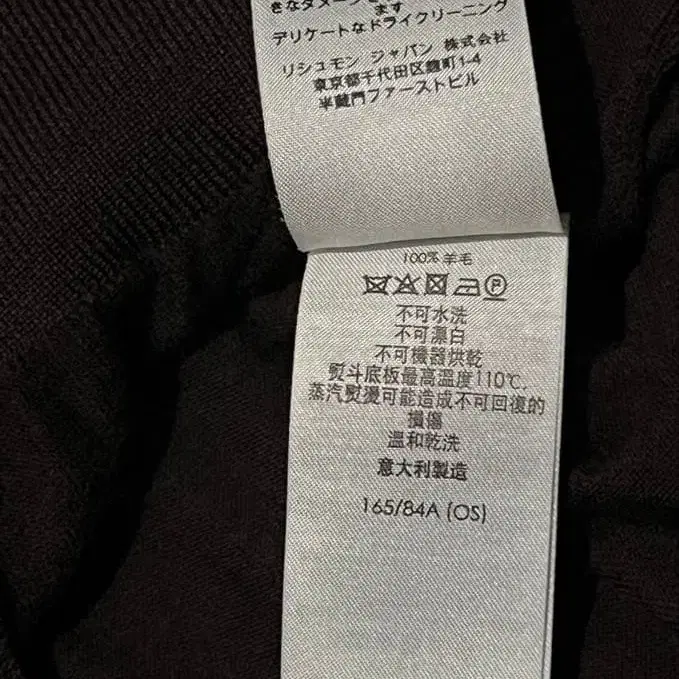 ます
デリケートなドライクリーニング
リシュモン ジャパン 株式会社
東京都千代田区麹町1-4
半蔵門ファーストビル
100% 羊毛
P
不可水洗
不可漂白
不可機器烘乾
熨斗底板最高溫度110℃,
蒸汽熨燙可能造成不可回復的
損傷
溫和乾洗
意大利製造
165/84A (OS)